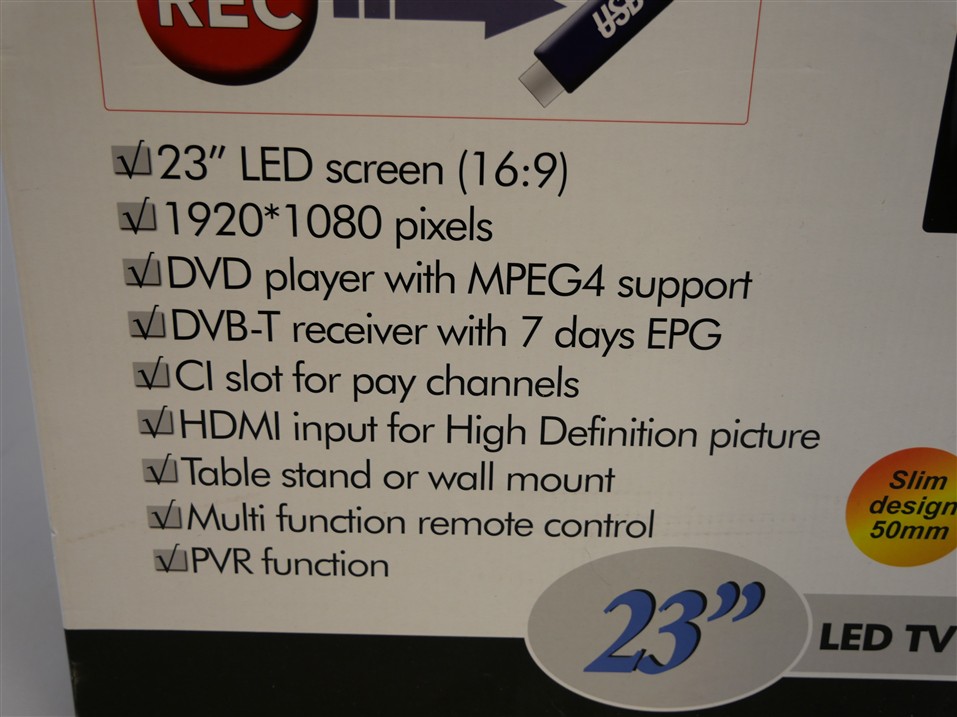 REC
USB
23" LED screen (16:9)
1920*1080 pixels
DVD player with MPEG4 support
DVB-T receiver with 7 days EPG
CI slot for pay channels
HDMI input for High Definition picture
Table stand or wall mount
Multi function remote control
PVR function
Slim
design
50mm
23"
LED TV